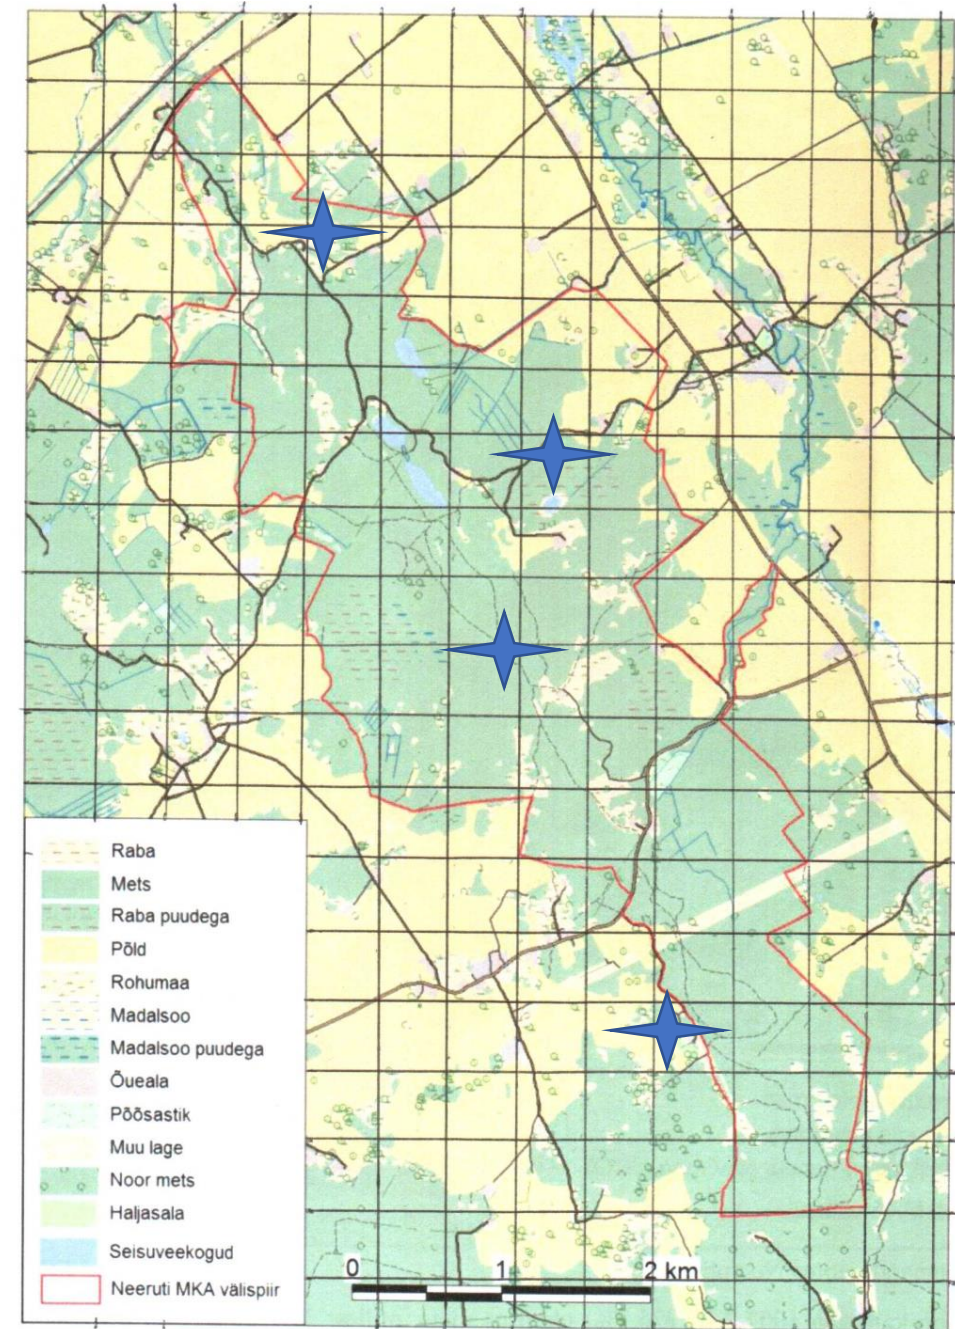 Raba
Mets
Raba puudega
Põld
Rohumaa
Madalsoo
Madalsoo puudega
Õueala
Põõsastik
Muu lage
Noor mets
Haljasala
Seisuveekogud
Neeruti MKA välispiir
0 1 2 km